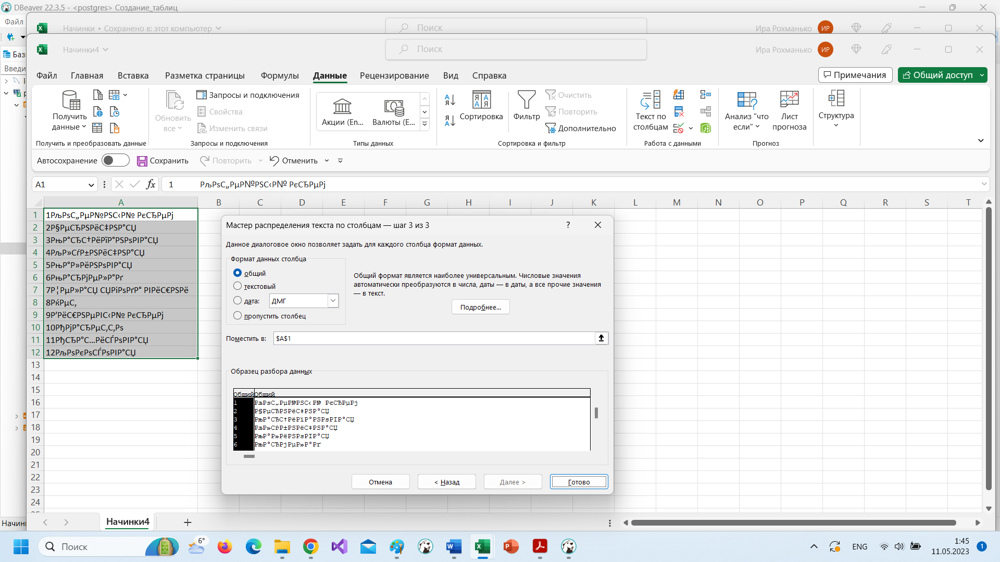 DBeaver 22.3.5 - <postgres> Создание_таблиц
Файл
Начинки • Сохранено в: этот компьютер
Поиск
Ира Рохманько
ИР
Начинки4
Поиск
Ира Рохманько
ИР
Баз
Введи
Файл
Главная
Вставка
Разметка страницы
Формулы
Данные
Рецензирование
Вид
Справка
Примечания
Общий доступ
Получить данные
Обновить все
Запросы и подключения
Свойства
Изменить связи
Акции (En...
Валюты (E...
Сортировка
Фильтр
Очистить
Повторить
Дополнительно
Текст по столбцам
Анализ "что если"
Лист прогноза
Структура
Получить и преобразовать данные
Запросы и подключения
Типы данных
Сортировка и фильтр
Работа с данными
Прогноз
Автосохранение
Сохранить
Повторить
Отменить
A1
fx
1 РљРѕС„РµР№РЅС‹Р№ РєСЂРµРј
A B C D E F G H I J K L M N O P Q R S T
1 1РљРѕС„РµР№РЅС‹Р№ РєСЂРµРј
2 2Р§РµСЂРЅРёС‡РЅР°СЏ
3 3РњР°СЂС†РёРїР°РЅРѕРІР°СЏ
4 4РљР»СѓР±РЅРёС‡РЅР°СЏ
5 5РњР°Р»РёРЅРѕРІР°СЏ
6 6РњР°СЂРјРµР»Р°Рґ
7 7Р¦РµР»Р°СЏ СЏРіРѕРґР° РІРёС€РЅРё
8 8РќРµС‚
9 9Р’РёС€РЅРµРІС‹Р№ РєСЂРµРј
10 10РђРјР°СЂРµС‚С‚Рѕ
11 11РђСЂР°С…РёСЃРѕРІР°СЏ
12 12РљРѕРєРѕСЃРѕРІР°СЏ
13
14
15
16
17
18
19
20
21
22
23
24
Мастер распределения текста по столбцам — шаг 3 из 3
?
Данное диалоговое окно позволяет задать для каждого столбца формат данных.
Формат данных столбца
общий
текстовый
дата:
ДМГ
пропустить столбец
Общий формат является наиболее универсальным. Числовые значения
автоматически преобразуются в числа, даты — в даты, а все прочие значения
— в текст.
Подробнее...
Поместить в:
$A$1
Образец разбора данных
Общий Общий
1 РљРѕС„РµР№РЅС‹Р№ РєСЂРµРј
2 Р§РµСЂРЅРёС‡РЅР°СЏ
3 РњР°СЂС†РёРїР°РЅРѕРІР°СЏ
4 РљР»СѓР±РЅРёС‡РЅР°СЏ
5 РњР°Р»РёРЅРѕРІР°СЏ
6 РњР°СЂРјРµР»Р°Рґ
Отмена
< Назад
Далее >
Готово
Начинки4
Поиск
6°
ENG
1:45
11.05.2023
1